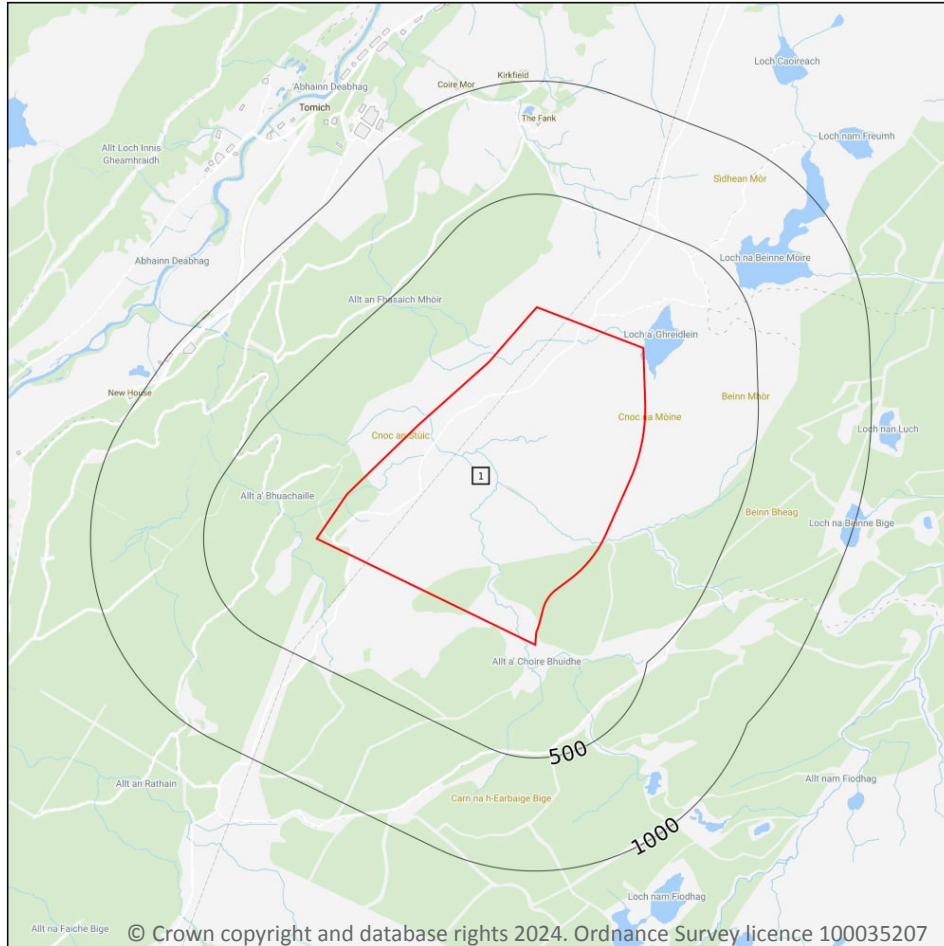 Loch Caoireach
Kirkfield
Abhainn Deabhag
Coire Mor
Tomich
The Fank
Loch nam Freumh
Allt Loch Innis
Gheamhraidh
Sìdhean Mòr
Abhainn Deabhag
Loch na Beinne Mòire
Allt an Fhasaich Mhòir
Loch a' Ghreidlein
New House
Beinn Mhòr
Cnoc na Mòine
Cnoc an Stùic
Loch nan Luch
1
Allt a' Bhuachaille
Beinn Bheag
Loch na Beinne Bige
Allt a' Choire Bhuidhe
500
Allt nam Fiodhag
Allt an Rathain
Carn na h-Earbaige Bige
1000
Loch nam Fiodhag
Allt na Faiche Bige
© Crown copyright and database rights 2024. Ordnance Survey licence 100035207